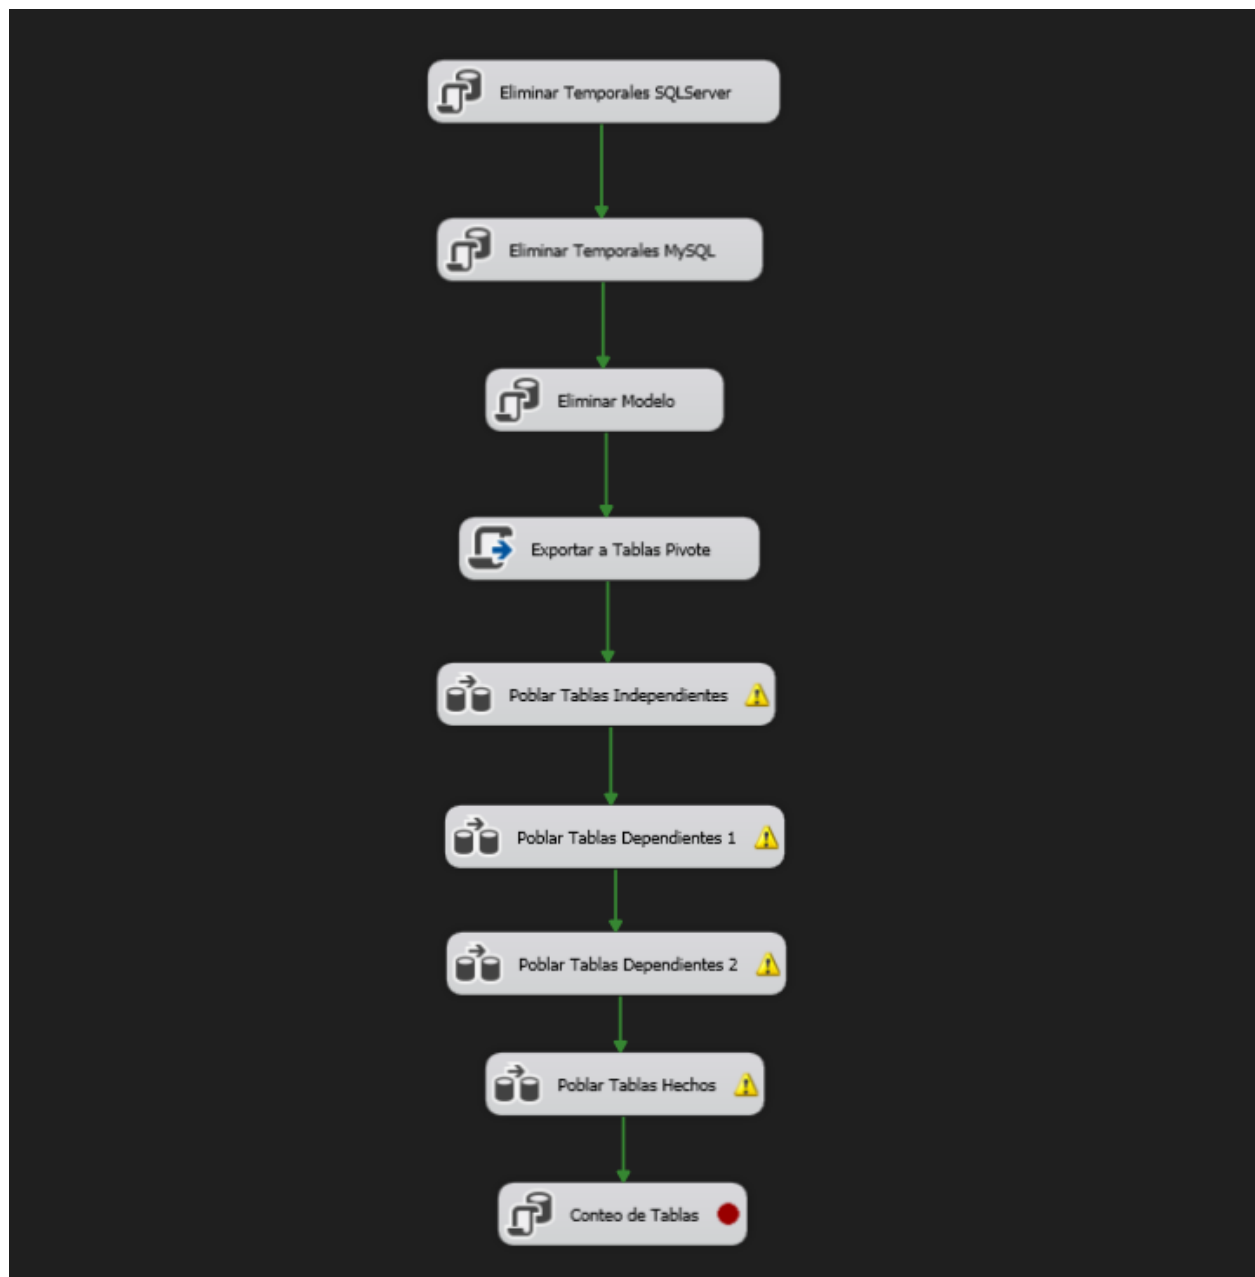 Eliminar Temporales SQLServer
Eliminar Temporales MySQL
Eliminar Modelo
Exportar a Tablas Pivote
Poblar Tablas Independientes
Poblar Tablas Dependientes 1
Poblar Tablas Dependientes 2
Poblar Tablas Hechos
Conteo de Tablas